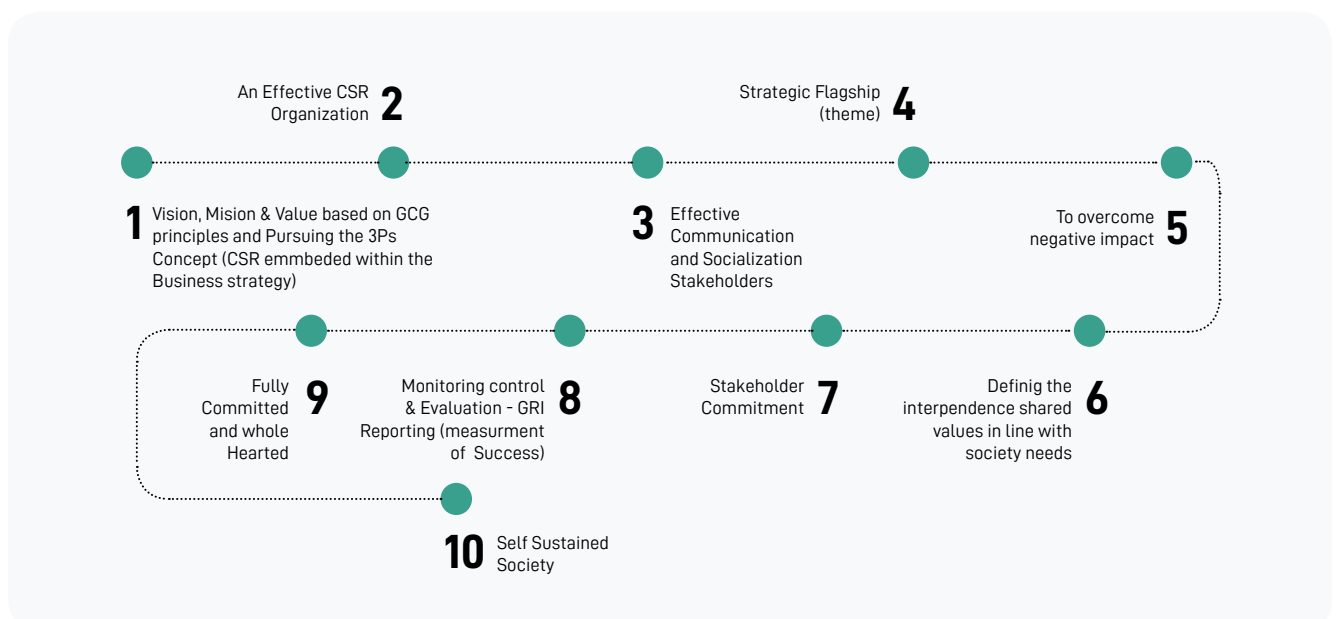 1
Vision, Mision & Value based on GCG
principles and Pursuing the 3Ps
Concept (CSR emmbeded within the
Business strategy)
An Effective CSR
Organization
2
3
Effective
Communication
and Socialization
Stakeholders
Strategic Flagship
(theme)
4
To overcome
negative impact
5
Definig the
interpendence shared
values in line with
society needs
6
Stakeholder
Commitment
7
Monitoring control
& Evaluation - GRI
Reporting (measurment
of Success)
8
Fully
Committed
and whole
Hearted
9
10
Self Sustained
Society